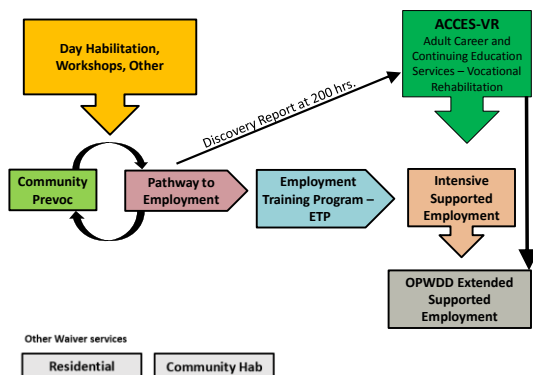 Day Habilitation,
Workshops, Other
ACCES-VR
Adult Career and
Continuing Education
Services – Vocational
Rehabilitation
Discovery Report at 200 hrs.
Community
Prevoc
Pathway to
Employment
Employment
Training Program –
ETP
Intensive
Supported
Employment
OPWDD Extended
Supported
Employment
Other Waiver services
Residential
Community Hab